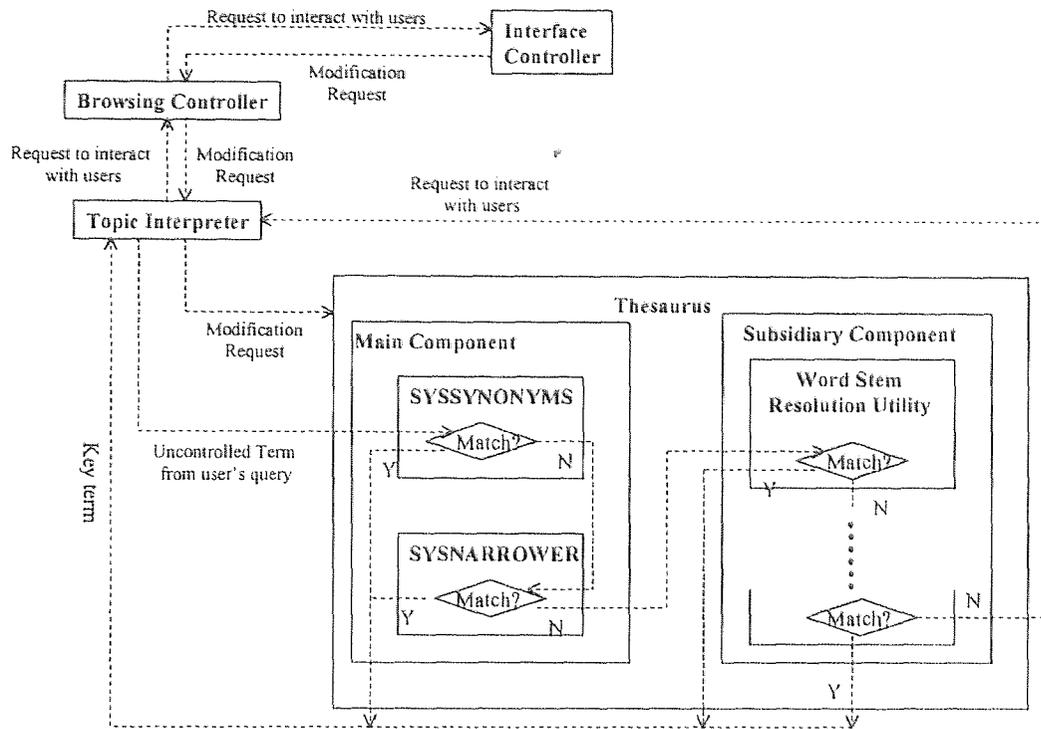 Request to interact with users
Interface
Controller
Modification
Request
Browsing Controller
Request to interact
with users
Modification
Request
Request to interact
with users
Topic Interpreter
Thesaurus
Modification
Request
Main Component
Subsidiary Component
Word Stem
Resolution Utility
SYSSYNONYMS
Match?
Y
N
Key term
Uncontrolled Term
from user's query
Match?
Y
N
SYSNARROWER
Match?
Y
N
Match?
N
Y